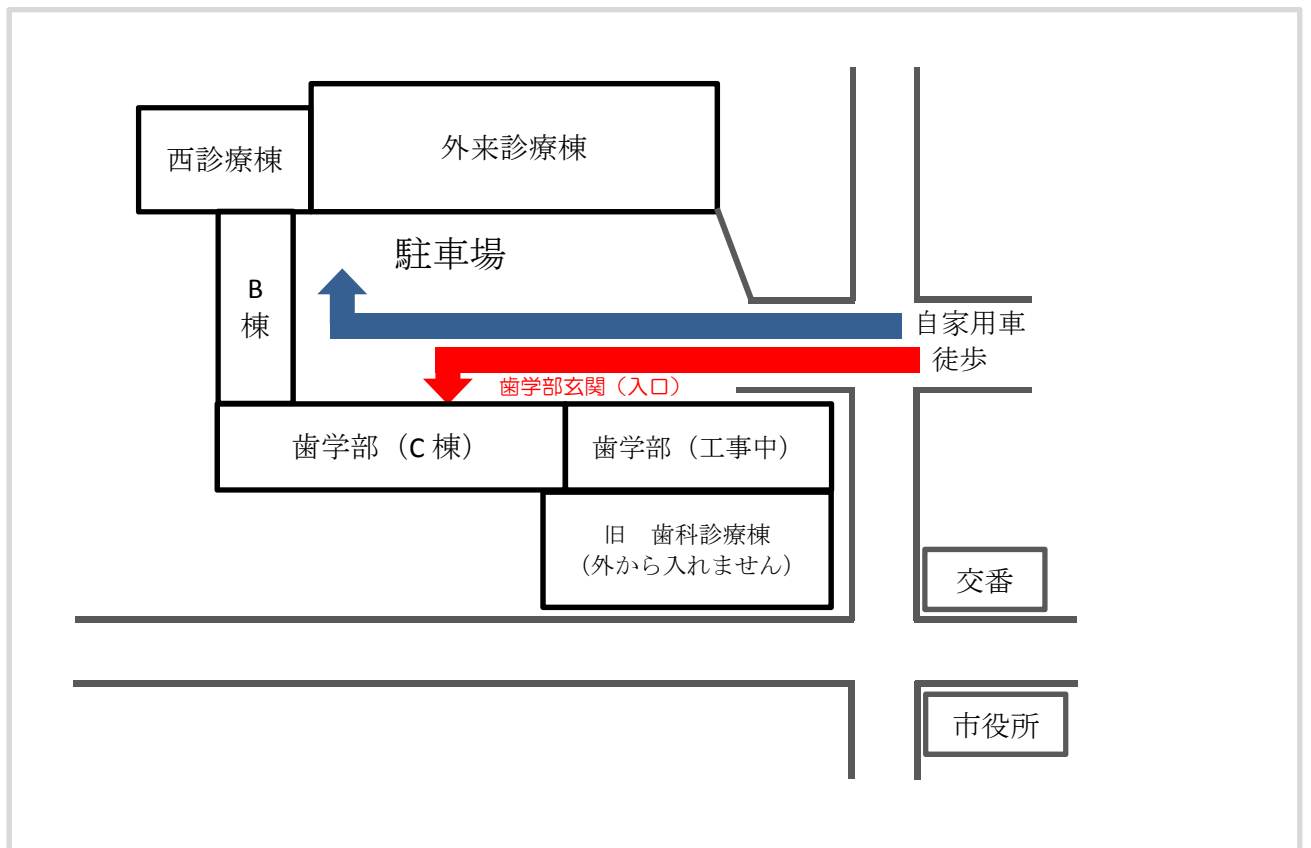 外来診療棟
西診療棟
駐車場
B
棟
自家用車
徒歩
歯学部玄関（入口）
歯学部（C 棟）
歯学部（工事中）
旧　歯科診療棟
（外から入れません）
交番
市役所